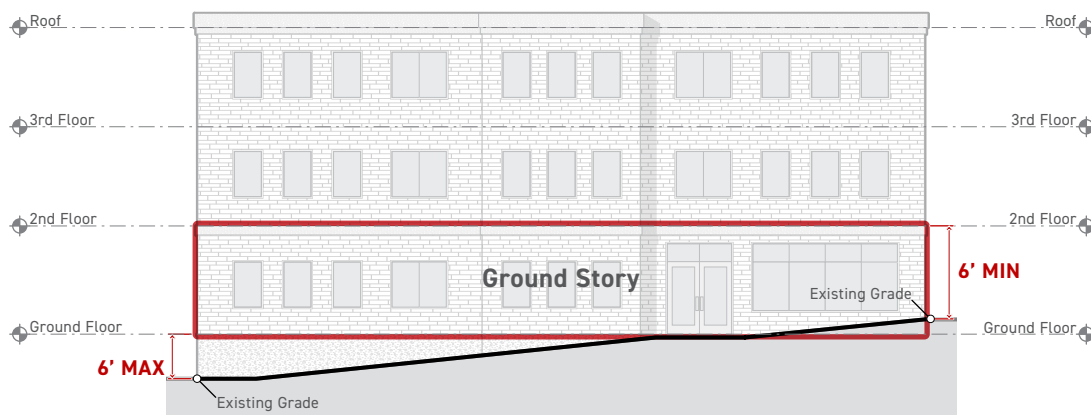 Roof
Roof
3rd Floor
3rd Floor
2nd Floor
2nd Floor
Ground Story
6’ MIN
Existing Grade
Ground Floor
Ground Floor
6’ MAX
Existing Grade